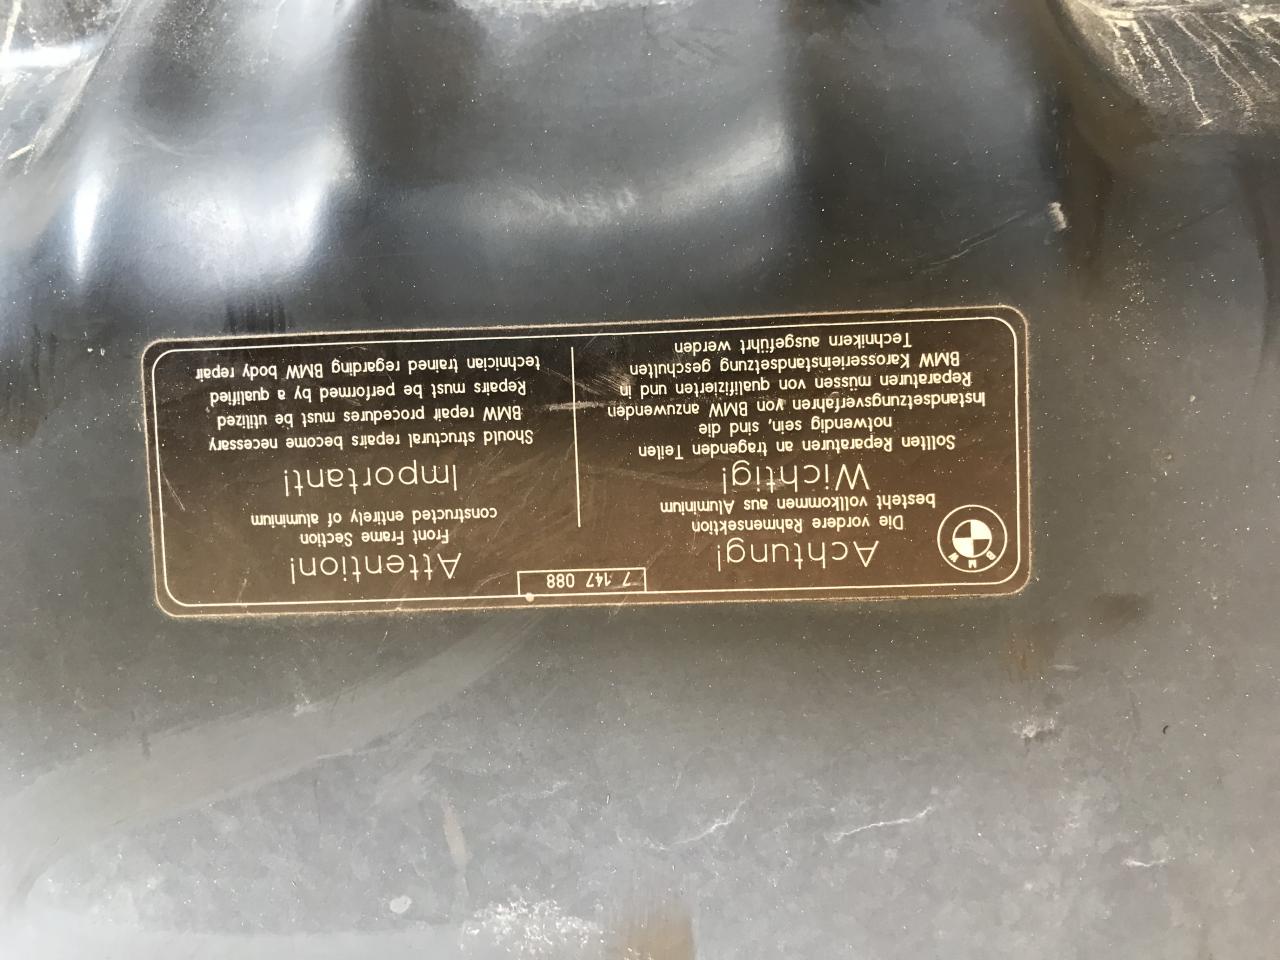 7 147 088
BMW
Achtung!
Die vordere Rahmensektion
besteht vollkommen aus Aluminium
Wichtig!
Sollten Reparaturen an tragenden Teilen
notwendig sein, sind die
Instandsetzungsverfahren von BMW anzuwenden
Reparaturen müssen von qualifizierten und in
BMW Karosserieinstandsetzung geschulten
Technikern ausgeführt werden
Attention!
Front Frame Section
constructed entirely of aluminium
Important!
Should structural repairs become necessary
BMW repair procedures must be utilized
Repairs must be performed by a qualified
technician trained regarding BMW body repair